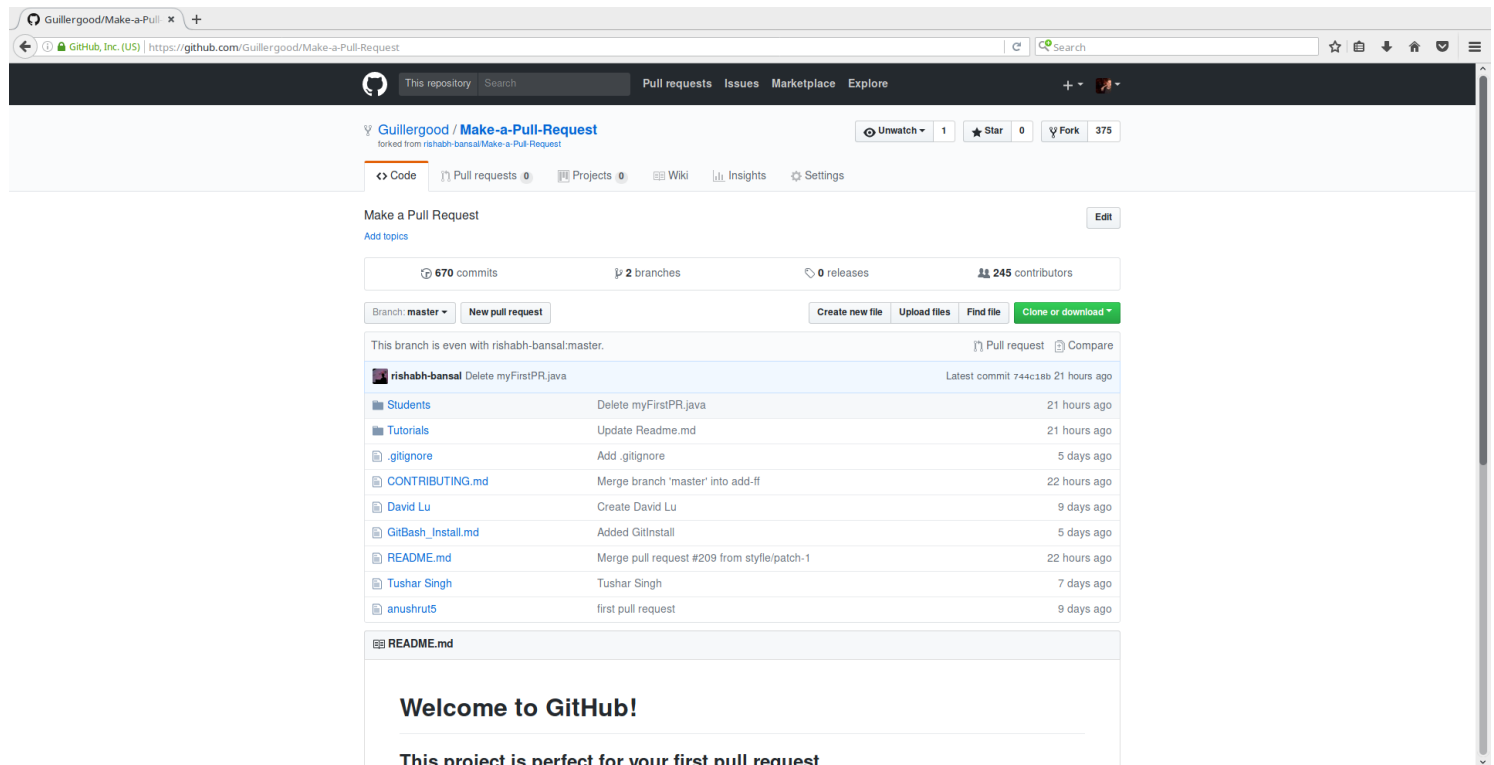 Guillergood/Make-a-Pull-
GitHub, Inc. (US) https://github.com/Guillergood/Make-a-Pull-Request Search
This repository Search Pull requests Issues Marketplace Explore
Guillergood / Make-a-Pull-Request Unwatch 1 Star 0 Fork 375
forked from rishabh-bansal/Make-a-Pull-Request
Code Pull requests 0 Projects 0 Wiki Insights Settings
Make a Pull Request Edit
Add topics
670 commits 2 branches 0 releases 245 contributors
Branch: master New pull request Create new file Upload files Find file Clone or download
This branch is even with rishabh-bansal:master. Pull request Compare
rishabh-bansal Delete myFirstPR.java Latest commit 744c18b 21 hours ago
Students Delete myFirstPR.java 21 hours ago
Tutorials Update Readme.md 21 hours ago
.gitignore Add .gitignore 5 days ago
CONTRIBUTING.md Merge branch 'master' into add-ff 22 hours ago
David Lu Create David Lu 9 days ago
GitBash_Install.md Added GitInstall 5 days ago
README.md Merge pull request #209 from styfle/patch-1 22 hours ago
Tushar Singh Tushar Singh 7 days ago
anushrut5 first pull request 9 days ago
README.md
Welcome to GitHub!
This project is perfect for your first pull request